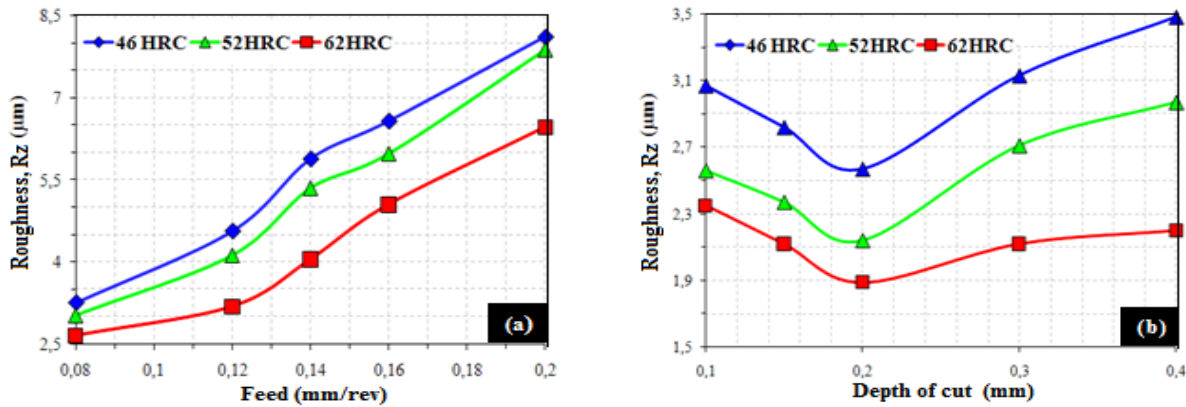 8,5
7
5,5
4
2,5
Roughness, Rz (µm)
46 HRC 52HRC 62HRC
(a)
0,08 0,1 0,12 0,14 0,16 0,18 0,2
Feed (mm/rev)
3,5
3,1
2,7
2,3
1,9
1,5
Roughness, Rz (µm)
46 HRC 52HRC 62HRC
(b)
0,1 0,2 0,3 0,4
Depth of cut (mm)